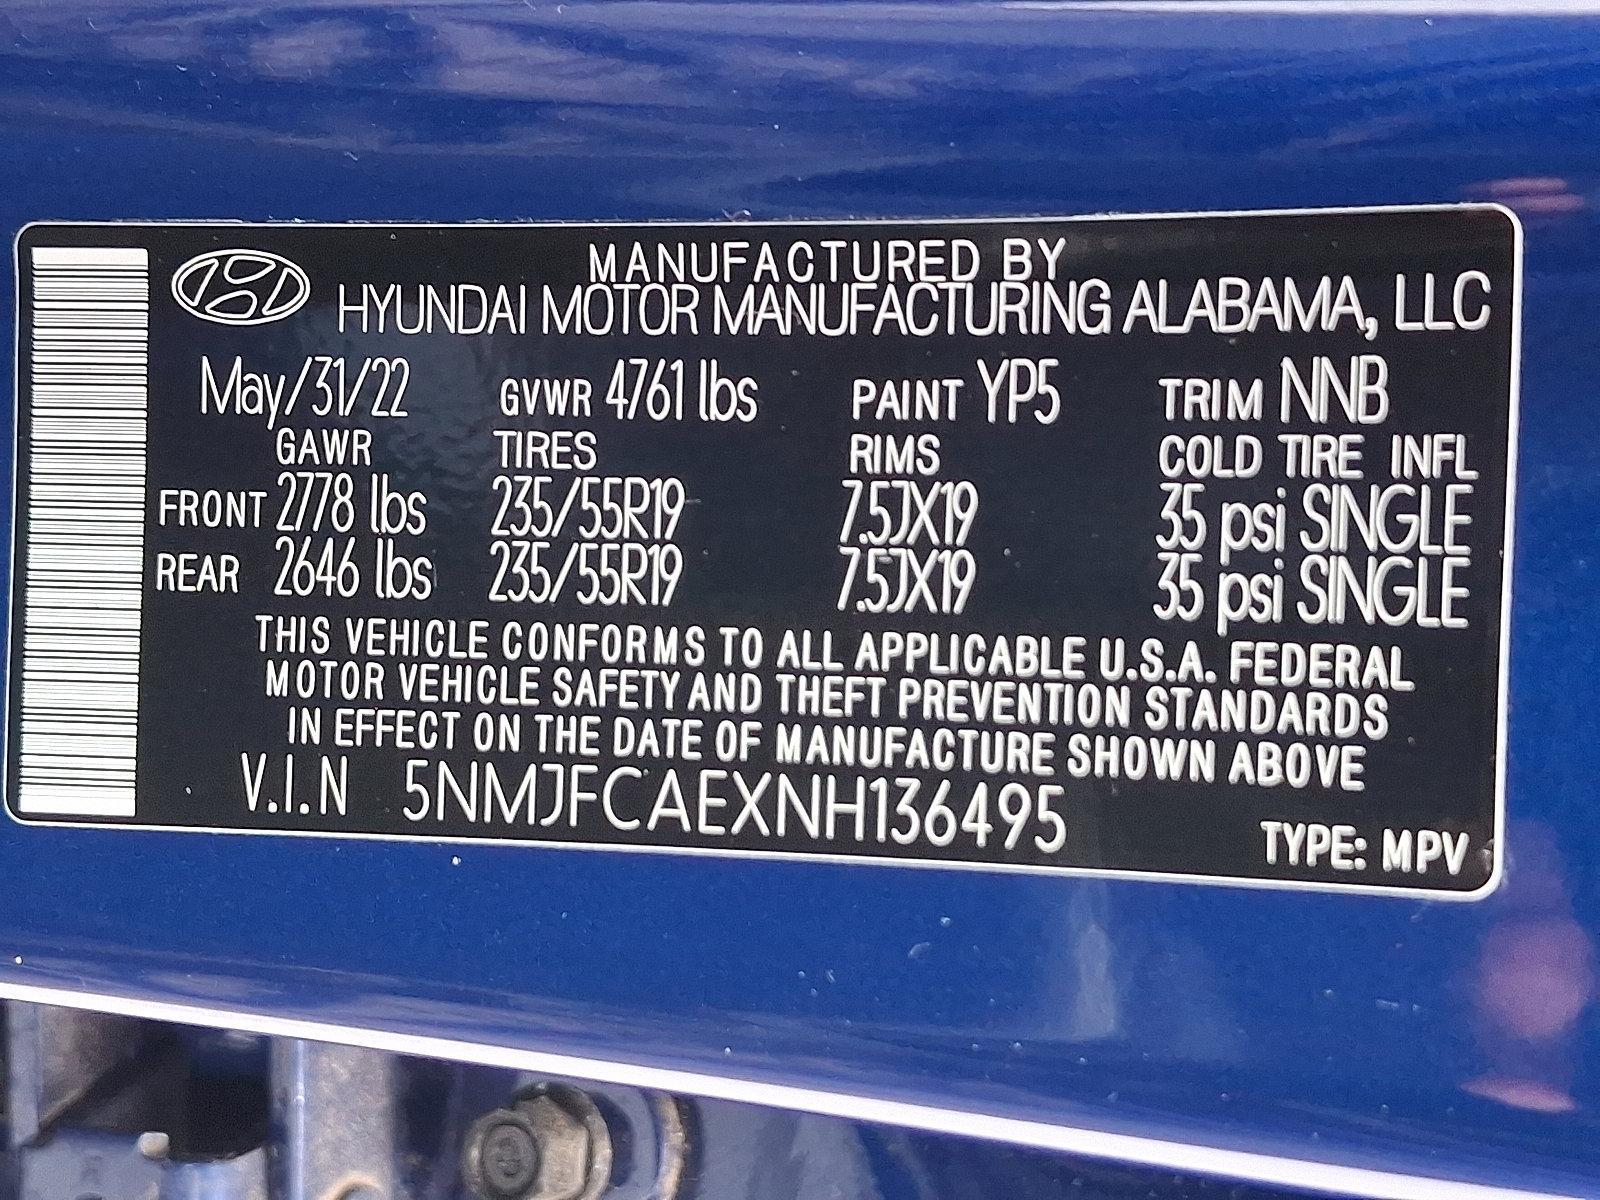 MANUFACTURED BY
HYUNDAI MOTOR MANUFACTURING ALABAMA, LLC
May/31/22 GVWR 4761 lbs PAINT YP5 TRIM NNB
GAWR TIRES RIMS COLD TIRE INFL
FRONT 2778 lbs 235/55R19 7.5JX19 35 psi SINGLE
REAR 2646 lbs 235/55R19 7.5JX19 35 psi SINGLE
THIS VEHICLE CONFORMS TO ALL APPLICABLE U.S.A. FEDERAL
MOTOR VEHICLE SAFETY AND THEFT PREVENTION STANDARDS
IN EFFECT ON THE DATE OF MANUFACTURE SHOWN ABOVE
V.I.N 5NMJFCAEXNH136495
TYPE: MPV